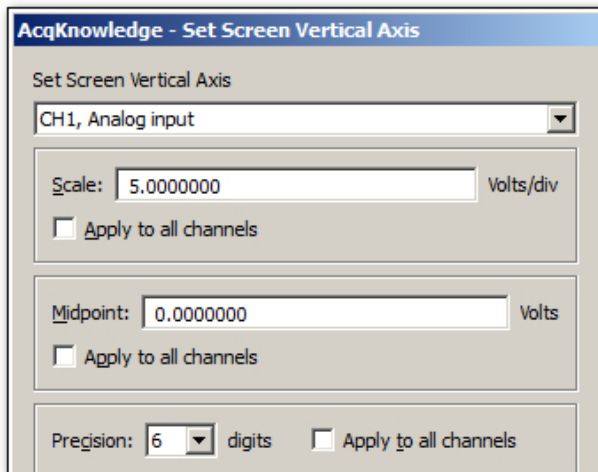 AcqKnowledge - Set Screen Vertical Axis
Set Screen Vertical Axis
CH1, Analog input
Scale: 5.0000000 Volts/div
Apply to all channels
Midpoint: 0.0000000 Volts
Apply to all channels
Precision: 6 digits Apply to all channels